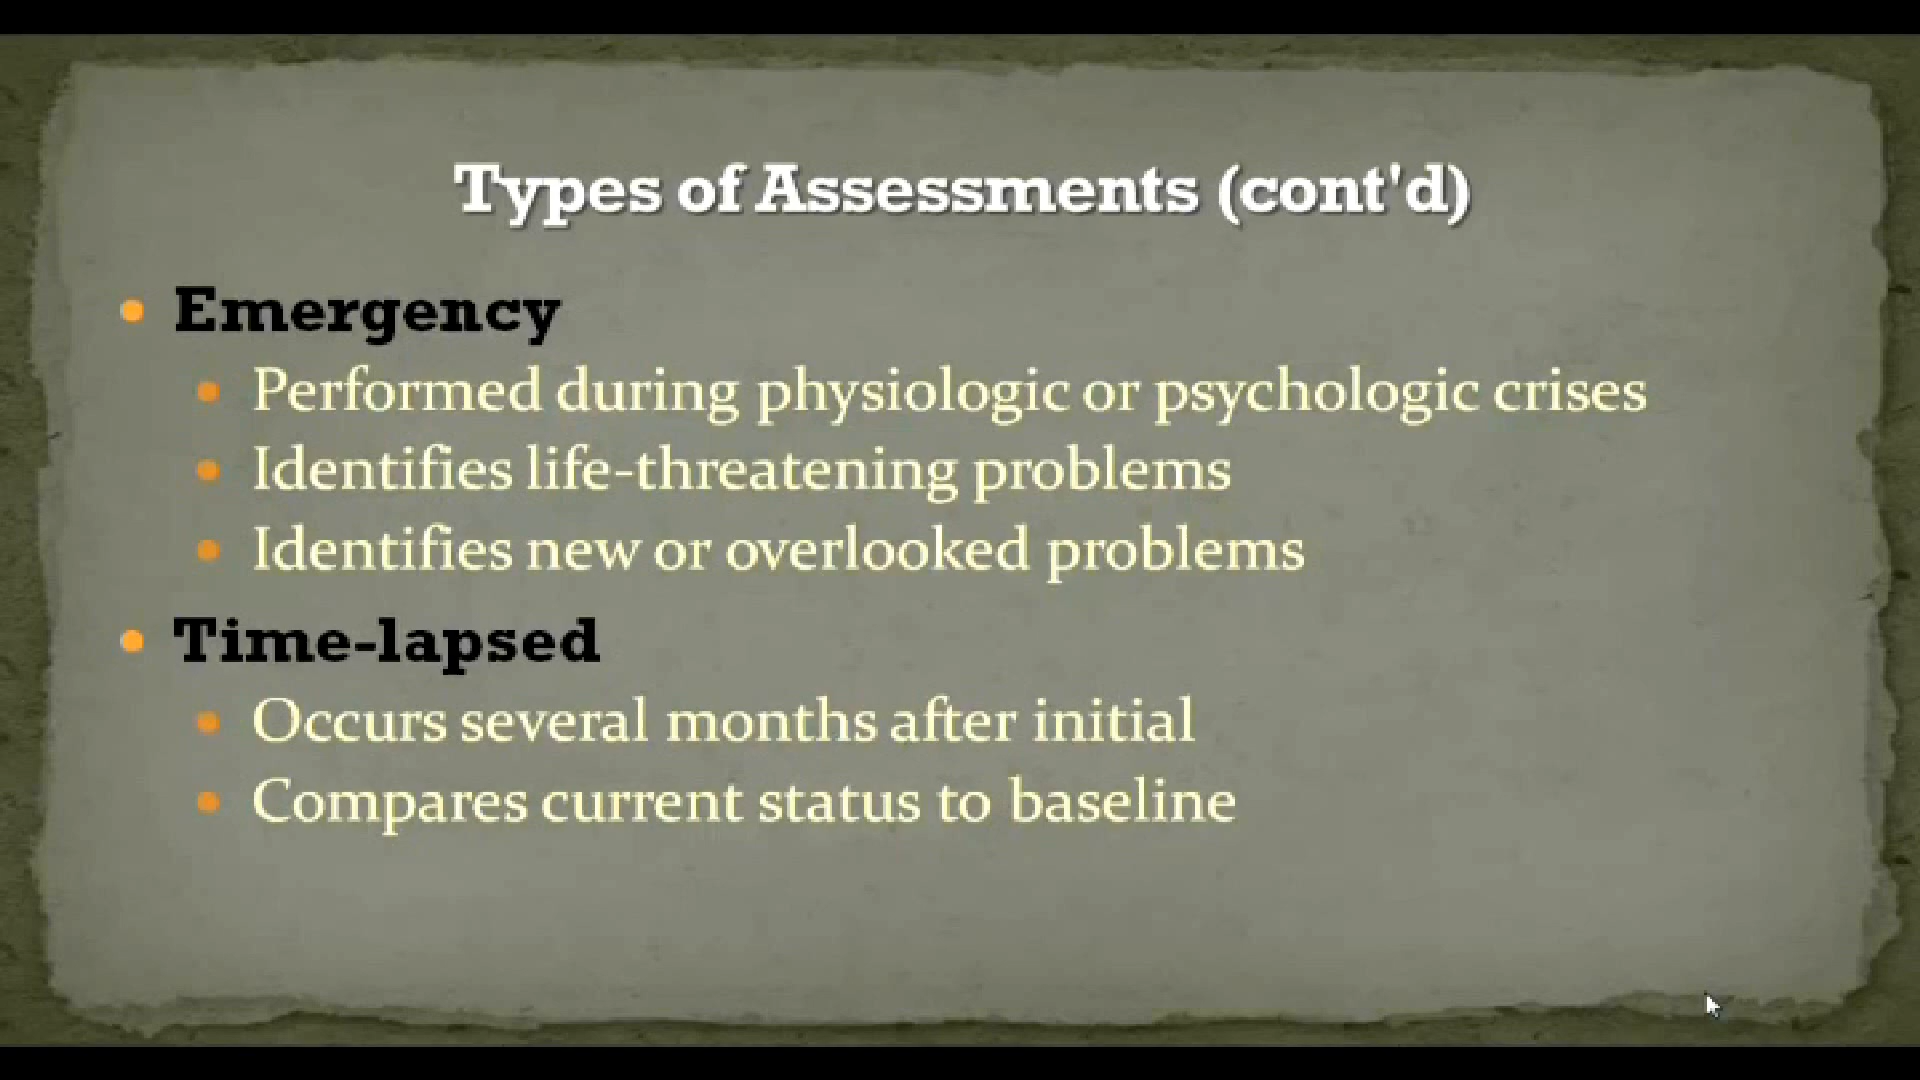 Types of Assessments (cont'd)
• Emergency
• Performed during physiologic or psychologic crises
• Identifies life-threatening problems
• Identifies new or overlooked problems
• Time-lapsed
• Occurs several months after initial
• Compares current status to baseline